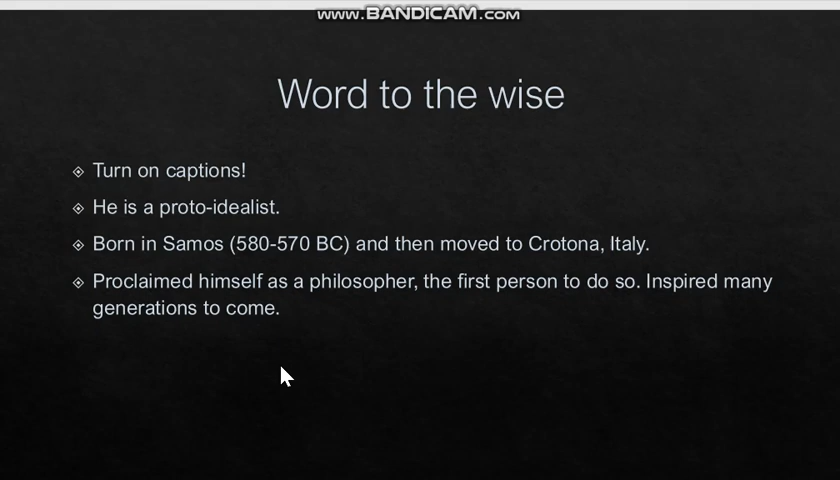 www.BANDICAM.com
Word to the wise
Turn on captions!
He is a proto-idealist.
Born in Samos (580-570 BC) and then moved to Crotona, Italy.
Proclaimed himself as a philosopher, the first person to do so. Inspired many
generations to come.